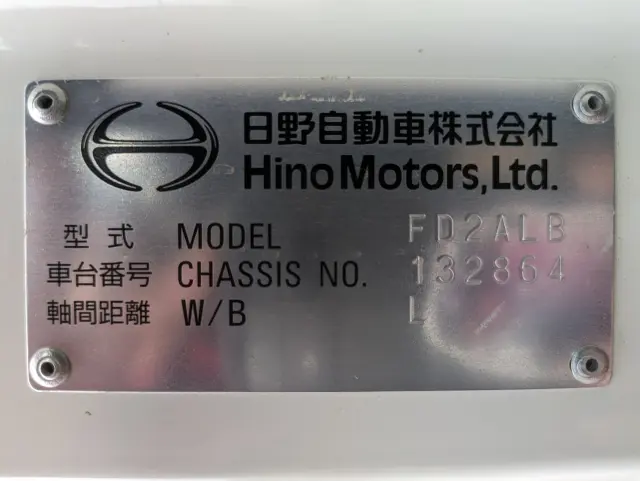 日野自動車株式会社
Hino Motors, Ltd.
型式 MODEL FD2ALB
車台番号 CHASSIS NO. 132864
軸間距離 W/B L